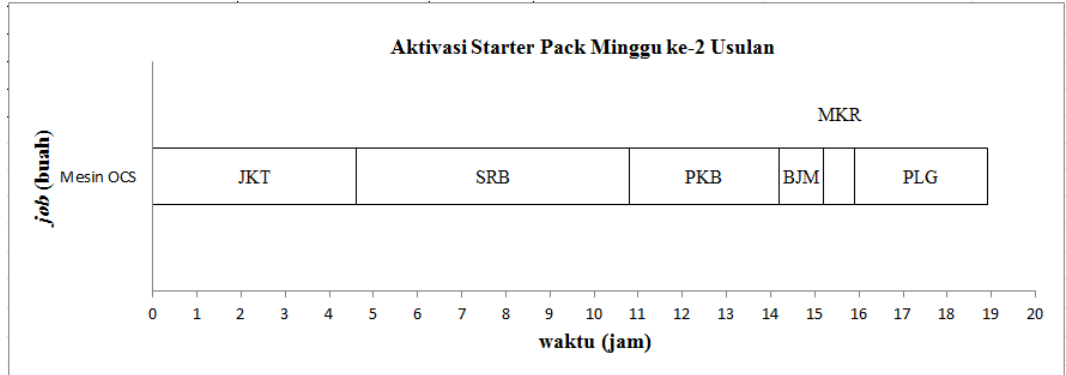 Aktivasi Starter Pack Minggu ke-2 Usulan
MKR
job (buah)
Mesin OCS
JKT SRB PKB BJM PLG
0 1 2 3 4 5 6 7 8 9 10 11 12 13 14 15 16 17 18 19 20
waktu (jam)